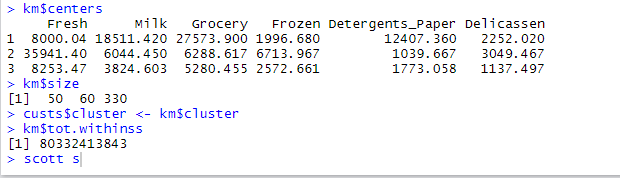 > km$centers
Fresh Milk Grocery Frozen Detergents_Paper Delicassen
1 8000.04 18511.420 27573.900 1996.680 12407.360 2252.020
2 35941.40 6044.450 6288.617 6713.967 1039.667 3049.467
3 8253.47 3824.603 5280.455 2572.661 1773.058 1137.497
> km$size
[1] 50 60 330
> custs$cluster <- km$cluster
> km$tot.withinss
[1] 80332413843
> scott s